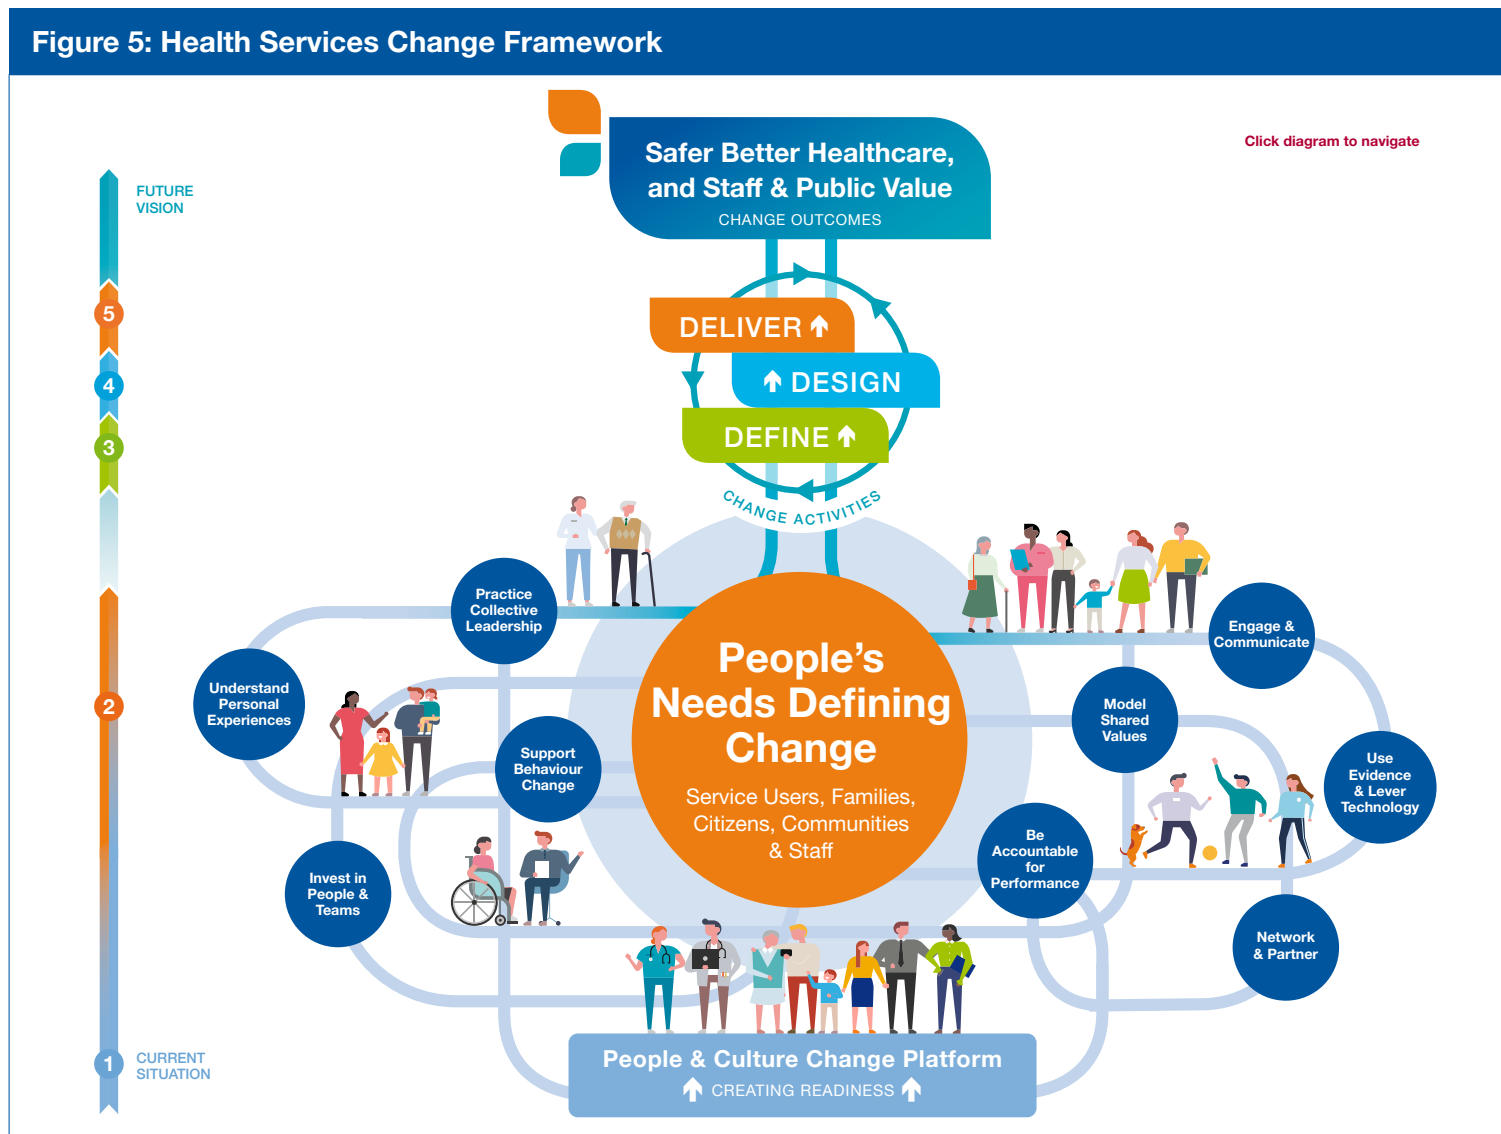 Figure 5: Health Services Change Framework
Click diagram to navigate
Safer Better Healthcare,
and Staff & Public Value
CHANGE OUTCOMES
FUTURE
VISION
5
4
3
2
1
CURRENT
SITUATION
DELIVER
DESIGN
DEFINE
CHANGE ACTIVITIES
Practice
Collective
Leadership
Understand
Personal
Experiences
Support
Behaviour
Change
Invest in
People &
Teams
People's
Needs Defining
Change
Service Users, Families,
Citizens, Communities
& Staff
Engage &
Communicate
Model
Shared
Values
Use
Evidence
& Lever
Technology
Be
Accountable
for
Performance
Network
& Partner
People & Culture Change Platform
CREATING READINESS